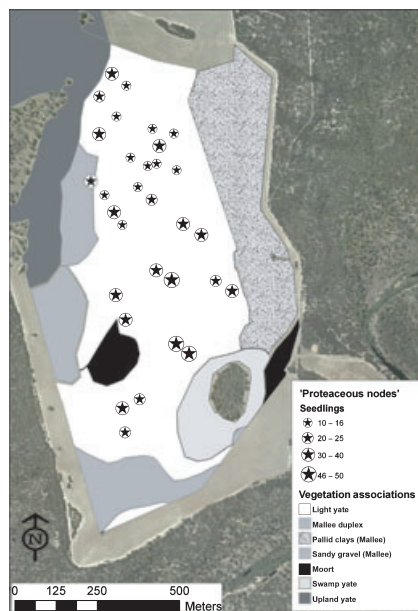 'Proteaceous nodes'
Seedlings
10 – 16
20 – 25
30 – 40
46 – 50
Vegetation associations
Light yate
Mallee duplex
Pallid clays (Mallee)
Sandy gravel (Mallee)
Moort
Swamp yate
Upland yate
N
0 125 250 500
Meters